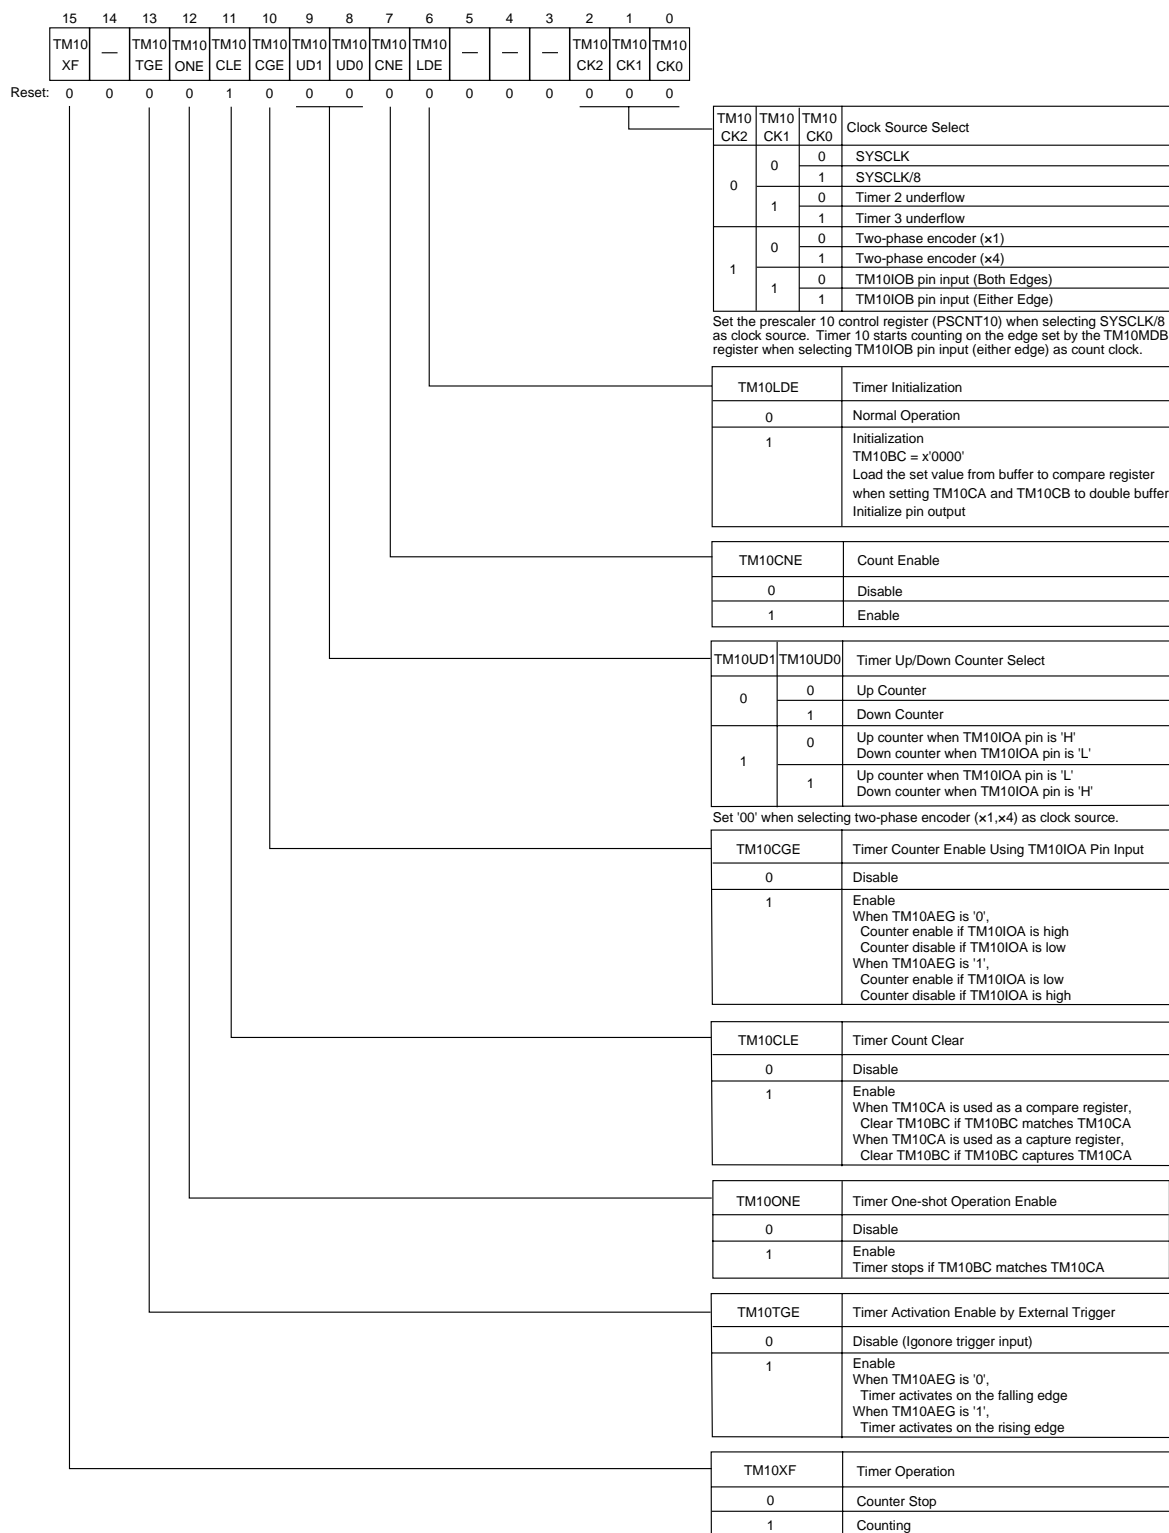 15 14 13 12 11 10 9 8 7 6 5 4 3 2 1 0
TM10 XF — TM10 TGE TM10 ONE TM10 CLE TM10 CGE TM10 UD1 TM10 UD0 TM10 CNE TM10 LDE — — — TM10 CK2 TM10 CK1 TM10 CK0
Reset: 0 0 0 0 1 0 0 0 0 0 0 0 0 0 0 0
TM10 CK2 TM10 CK1 TM10 CK0 Clock Source Select
0 0 0 SYSCLK
1 SYSCLK/8
1 0 Timer 2 underflow
1 Timer 3 underflow
1 0 0 Two-phase encoder (×1)
1 Two-phase encoder (×4)
1 0 TM10IOB pin input (Both Edges)
1 TM10IOB pin input (Either Edge)
Set the prescaler 10 control register (PSCNT10) when selecting SYSCLK/8
as clock source. Timer 10 starts counting on the edge set by the TM10MDB
register when selecting TM10IOB pin input (either edge) as count clock.
TM10LDE Timer Initialization
0 Normal Operation
1 Initialization
TM10BC = x'0000'
Load the set value from buffer to compare register
when setting TM10CA and TM10CB to double buffer
Initialize pin output
TM10CNE Count Enable
0 Disable
1 Enable
TM10UD1 TM10UD0 Timer Up/Down Counter Select
0 0 Up Counter
1 Down Counter
1 0 Up counter when TM10IOA pin is 'H'
Down counter when TM10IOA pin is 'L'
1 Up counter when TM10IOA pin is 'L'
Down counter when TM10IOA pin is 'H'
Set '00' when selecting two-phase encoder (×1,×4) as clock source.
TM10CGE Timer Counter Enable Using TM10IOA Pin Input
0 Disable
1 Enable
When TM10AEG is '0',
Counter enable if TM10IOA is high
Counter disable if TM10IOA is low
When TM10AEG is '1',
Counter enable if TM10IOA is low
Counter disable if TM10IOA is high
TM10CLE Timer Count Clear
0 Disable
1 Enable
When TM10CA is used as a compare register,
Clear TM10BC if TM10BC matches TM10CA
When TM10CA is used as a capture register,
Clear TM10BC if TM10BC captures TM10CA
TM10ONE Timer One-shot Operation Enable
0 Disable
1 Enable
Timer stops if TM10BC matches TM10CA
TM10TGE Timer Activation Enable by External Trigger
0 Disable (Igonore trigger input)
1 Enable
When TM10AEG is '0',
Timer activates on the falling edge
When TM10AEG is '1',
Timer activates on the rising edge
TM10XF Timer Operation
0 Counter Stop
1 Counting